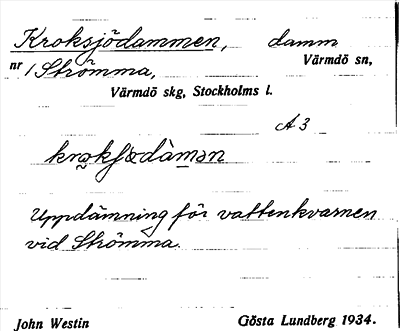 Kroksjödammen, damm
nr 1 Strömma, Värmdö sn,
Värmdö skg, Stockholms l.
A 3
Uppdämning för vattenkvarnen
vid Strömma.
John Westin Gösta Lundberg 1934.